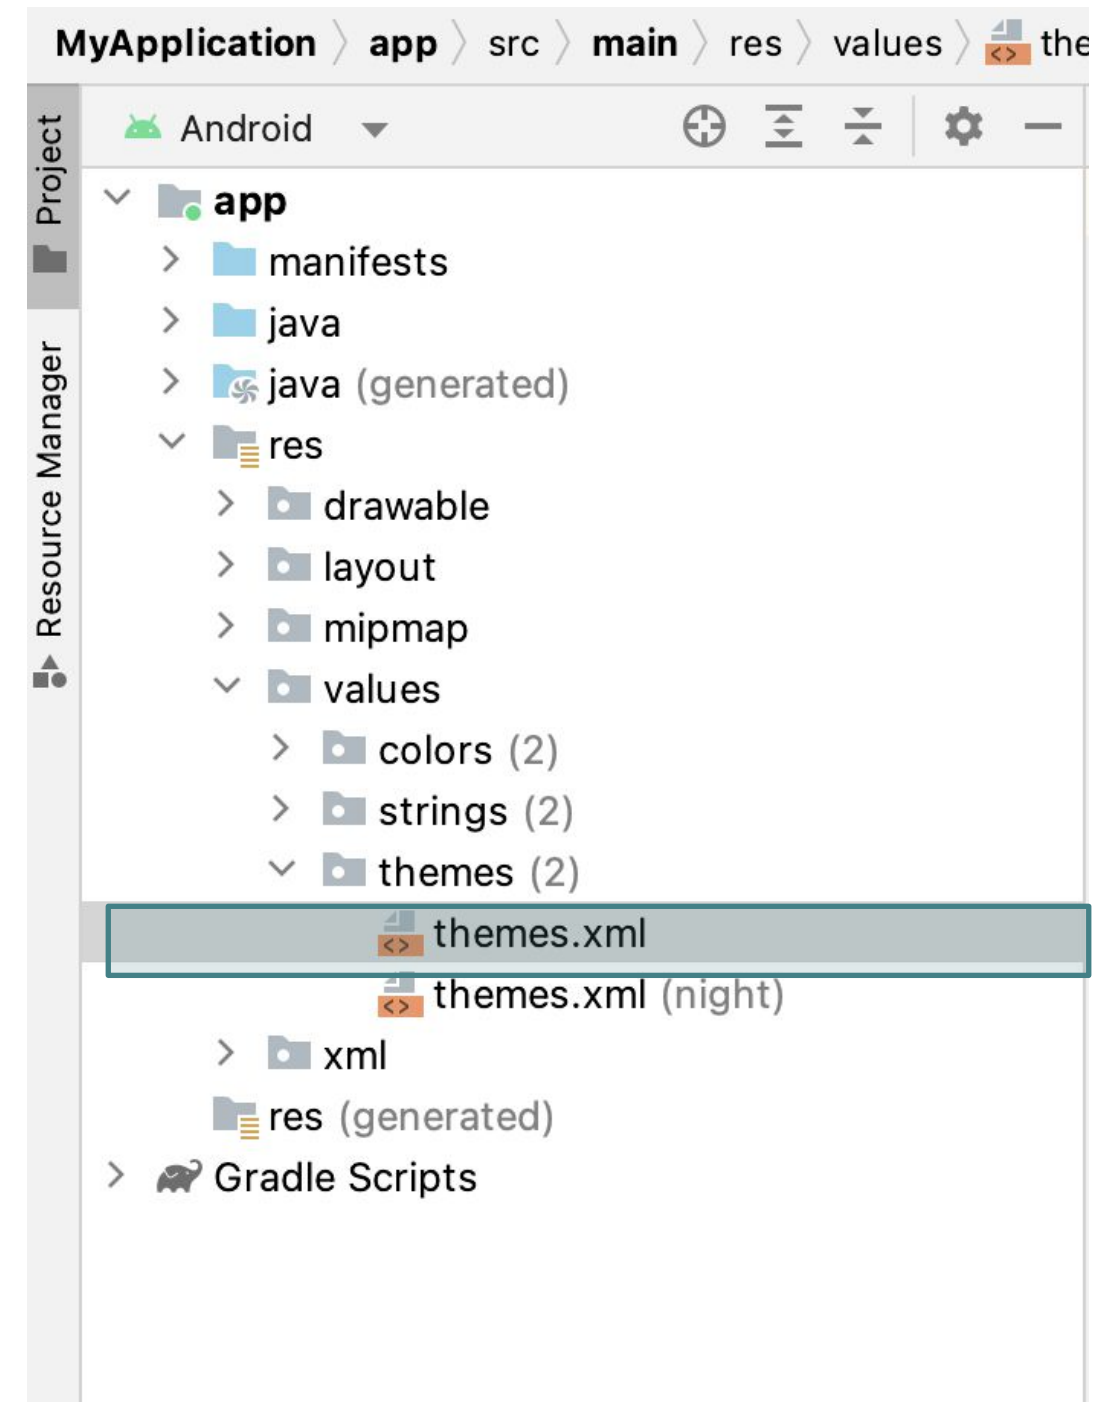 MyApplication app src main res values the
Android
Project
Resource Manager
app
manifests
java
java (generated)
res
drawable
layout
mipmap
values
colors (2)
strings (2)
themes (2)
themes.xml
themes.xml (night)
xml
res (generated)
Gradle Scripts